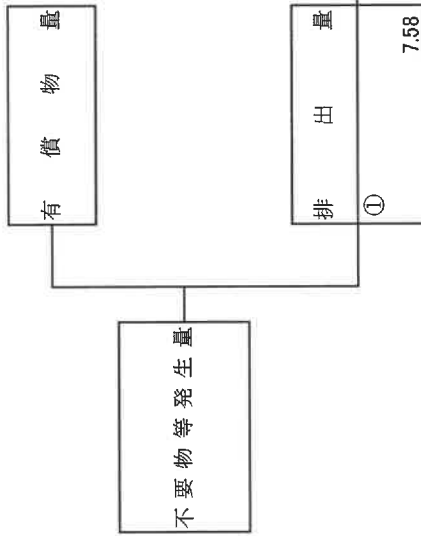 不要物等発生量
有償物量
排出量
①
7.58